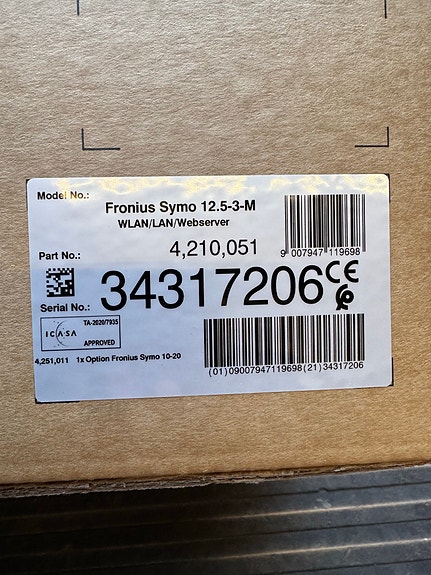 Model No.:
Fronius Symo 12.5-3-M
WLAN/LAN/Webserver
4,210,051
9 007947 119698
Part No.:
34317206
CE
Serial No.:
ICASA
TA-2020/7935
APPROVED
4,251,011 1x Option Fronius Symo 10-20
(01)09007947119698(21)34317206